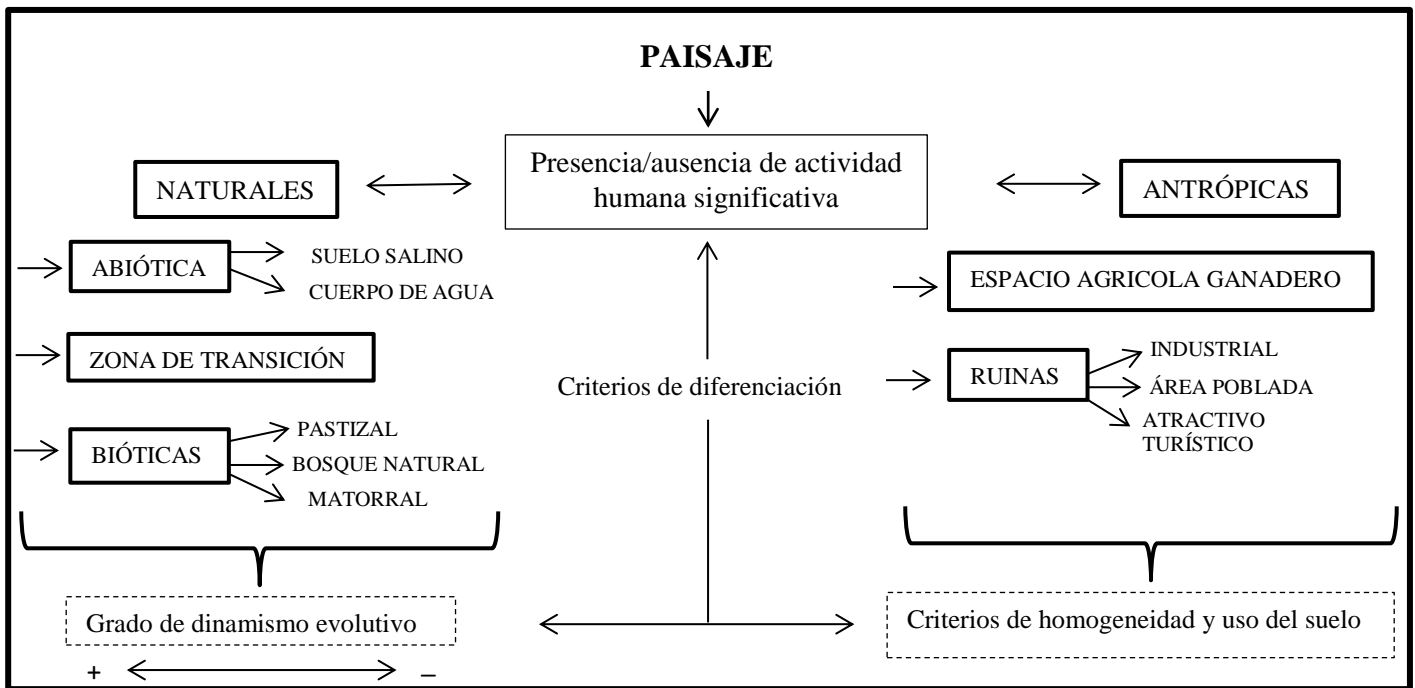 PAISAJE
Presencia/ausencia de actividad
humana significativa
NATURALES
ANTRÓPICAS
ABIÓTICA
SUELO SALINO
CUERPO DE AGUA
ZONA DE TRANSICIÓN
BIÓTICAS
PASTIZAL
BOSQUE NATURAL
MATORRAL
Grado de dinamismo evolutivo
+ –
Criterios de diferenciación
ESPACIO AGRICOLA GANADERO
RUINAS
INDUSTRIAL
ÁREA POBLADA
ATRACTIVO
TURÍSTICO
Criterios de homogeneidad y uso del suelo